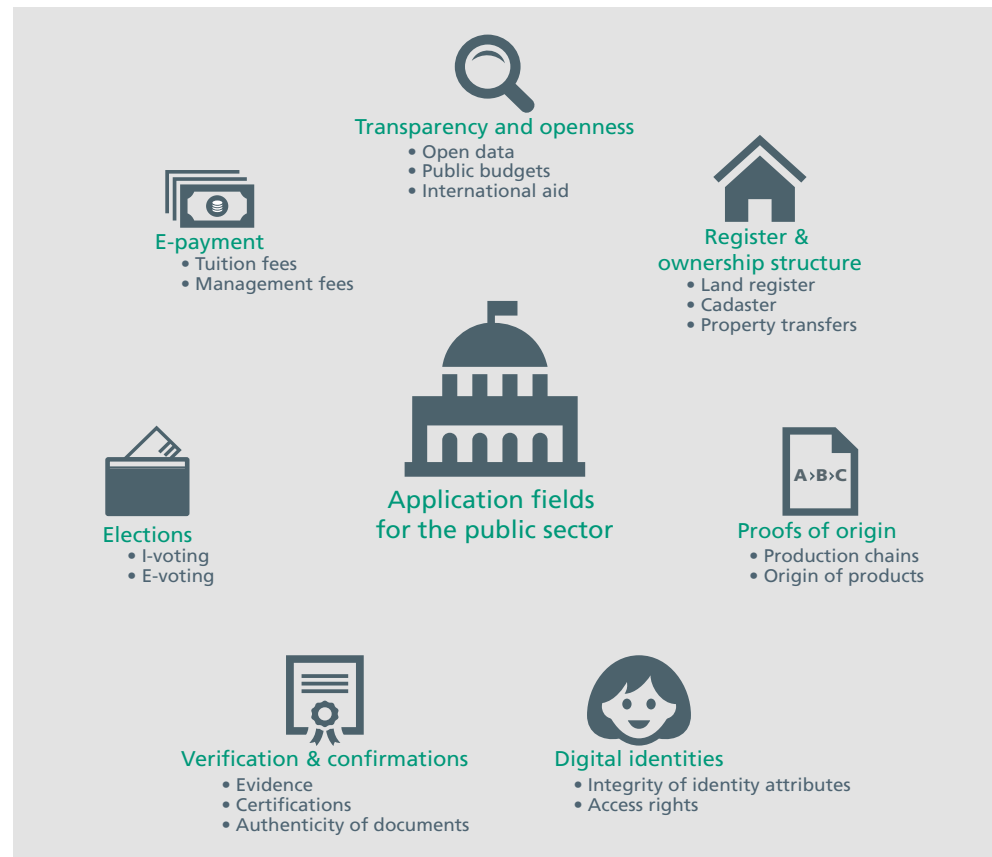 Transparency and openness
• Open data
• Public budgets
• International aid
E-payment
• Tuition fees
• Management fees
Register &
ownership structure
• Land register
• Cadaster
• Property transfers
Application fields
for the public sector
Elections
• I-voting
• E-voting
A›B›C
Proofs of origin
• Production chains
• Origin of products
Verification & confirmations
• Evidence
• Certifications
• Authenticity of documents
Digital identities
• Integrity of identity attributes
• Access rights